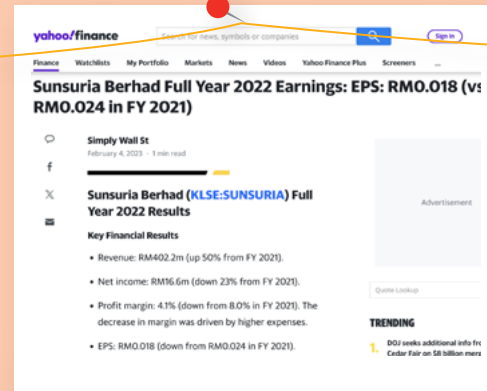 yahoo!finance
Search for news, symbols or companies
Sign in
Finance Watchlists My Portfolio Markets News Videos Yahoo Finance Plus Screeners ...
Sunsuria Berhad Full Year 2022 Earnings: EPS: RM0.018 (vs
RM0.024 in FY 2021)
Simply Wall St
February 4, 2023 · 1 min read
Sunsuria Berhad (KLSE:SUNSURIA) Full
Year 2022 Results
Key Financial Results
• Revenue: RM402.2m (up 50% from FY 2021).
• Net income: RM16.6m (down 23% from FY 2021).
• Profit margin: 4.1% (down from 8.0% in FY 2021). The
decrease in margin was driven by higher expenses.
• EPS: RM0.018 (down from RM0.024 in FY 2021).
Advertisement
Quote Lookup
TRENDING
1. DOJ seeks additional info
Cedar Fair on $8 billion